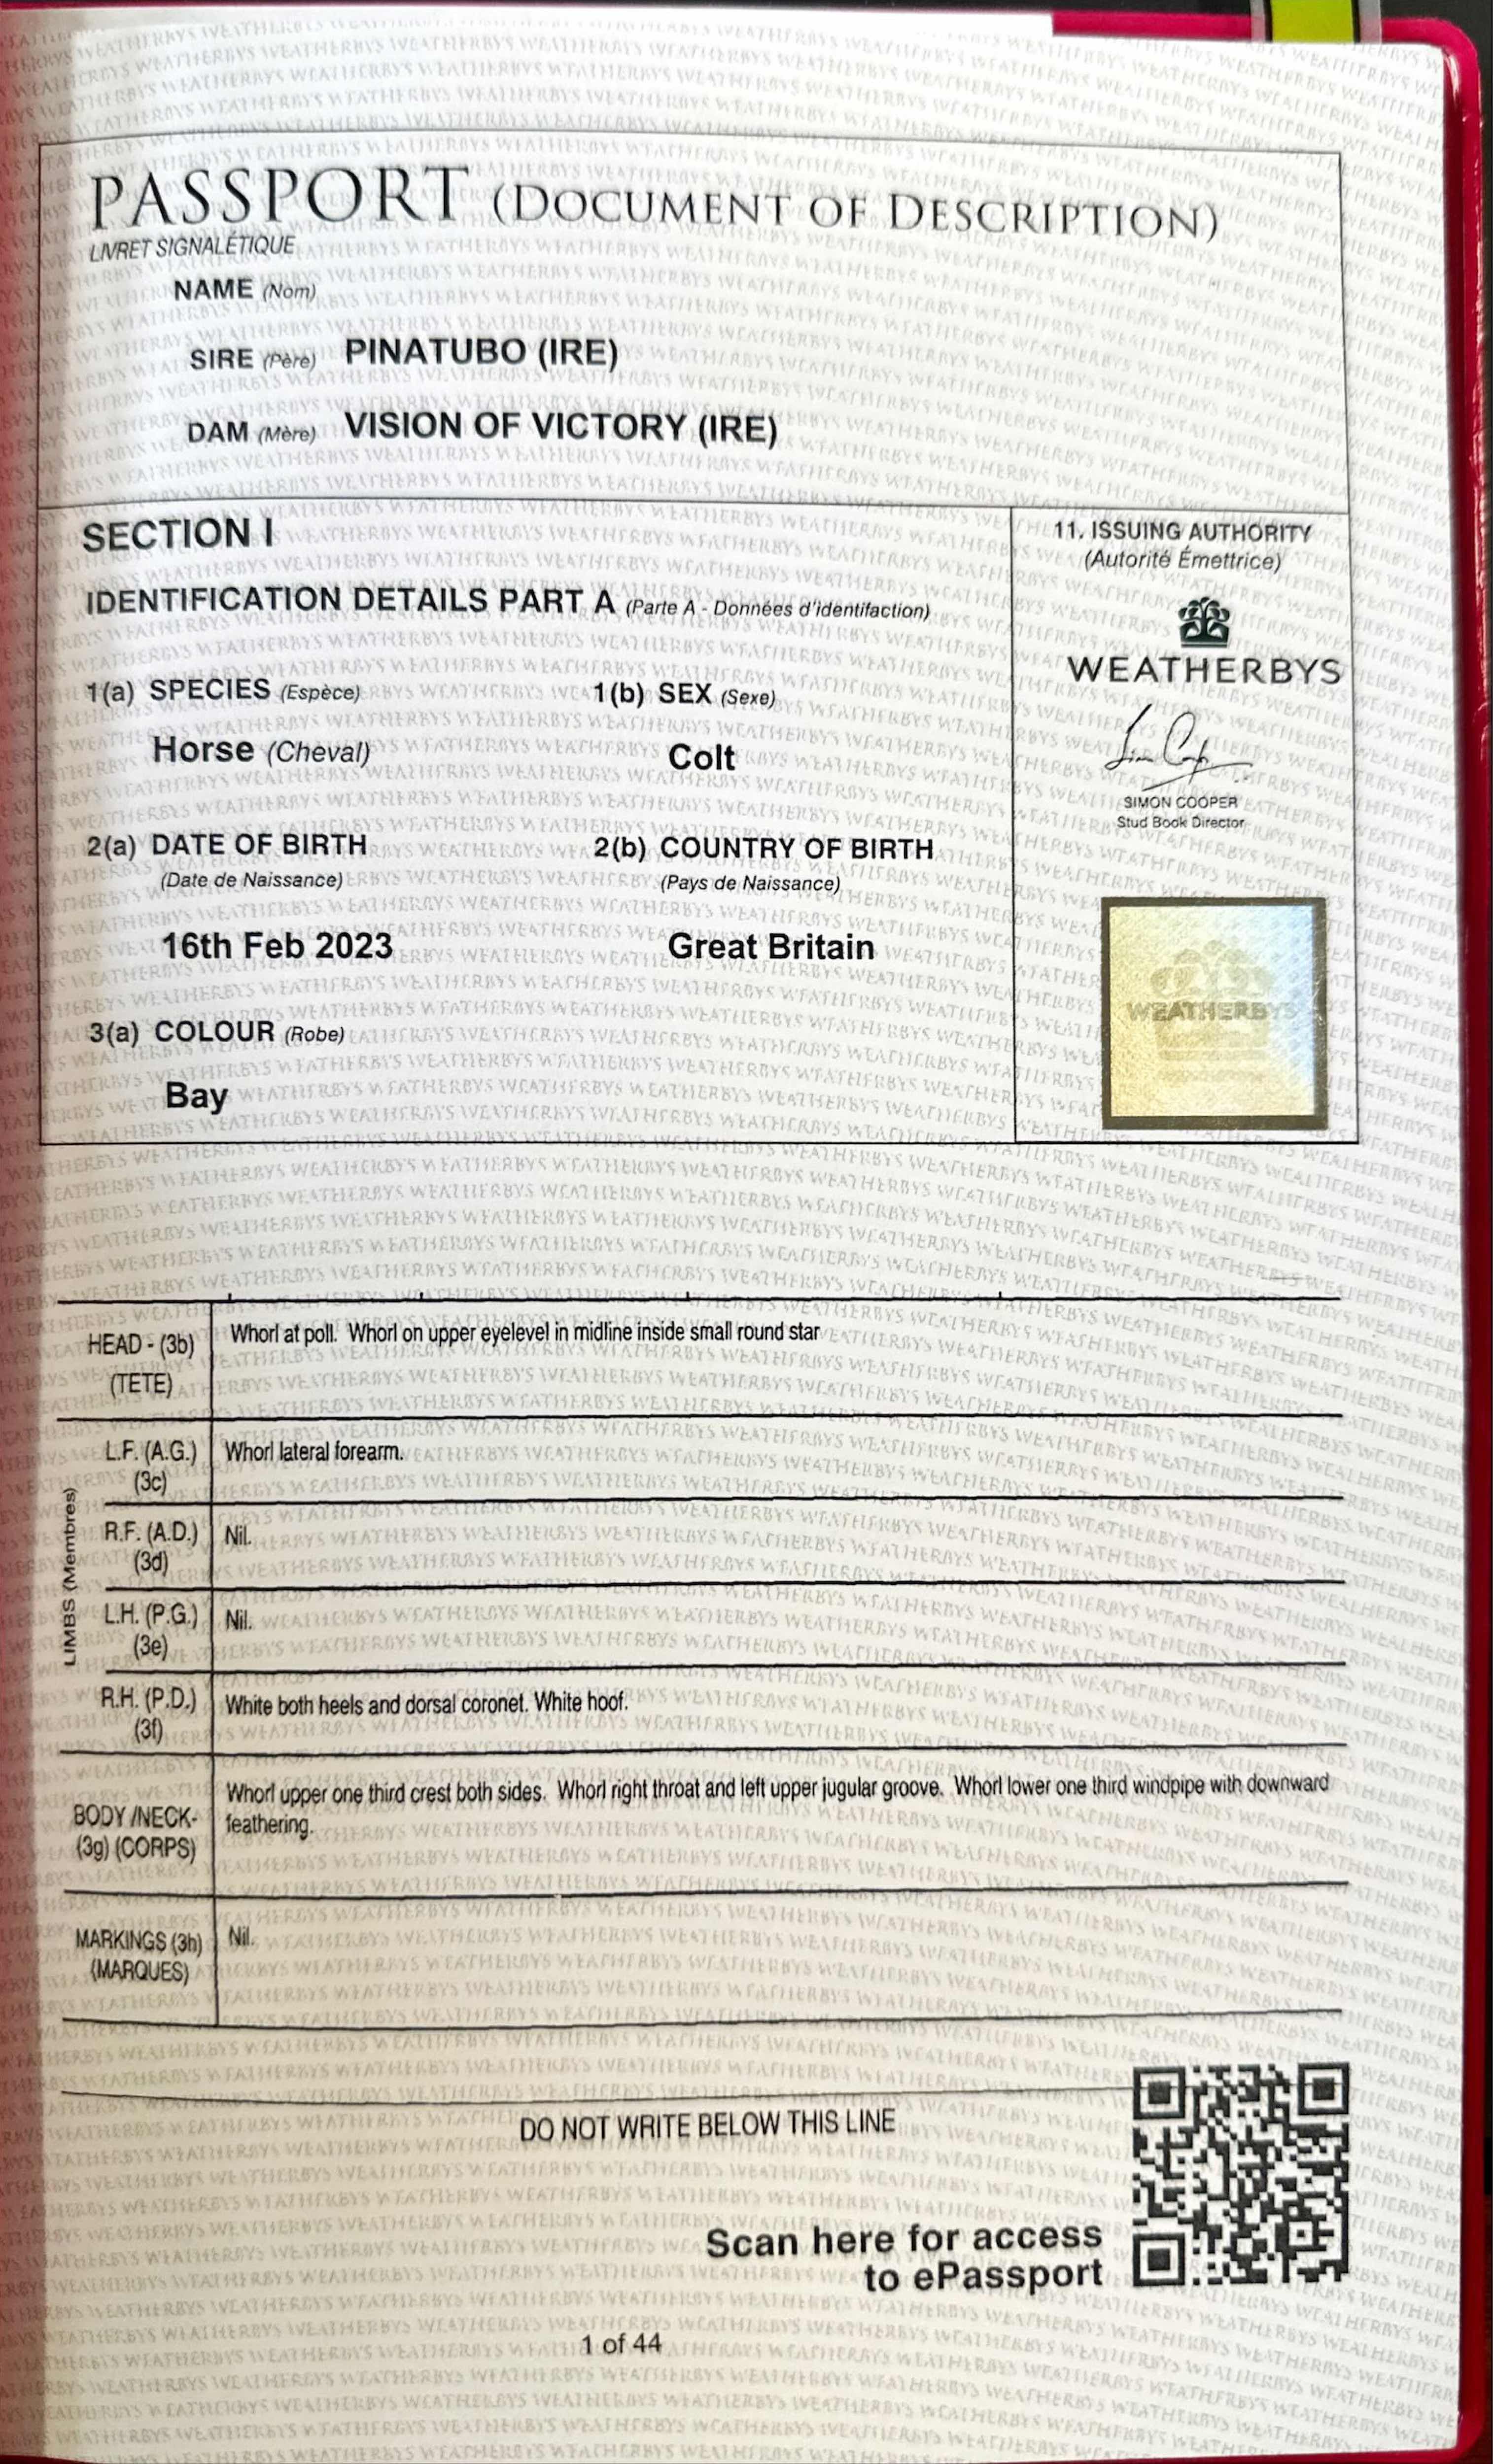 PASSPORT (DOCUMENT OF DESCRIPTION)
LIVRET SIGNALÉTIQUE
NAME (Nom)
SIRE (Père) PINATUBO (IRE)
DAM (Mère) VISION OF VICTORY (IRE)
SECTION I
IDENTIFICATION DETAILS PART A (Parte A - Données d'identifaction)
1(a) SPECIES (Espèce) 1(b) SEX (Sexe)
Horse (Cheval) Colt
2(a) DATE OF BIRTH 2(b) COUNTRY OF BIRTH
(Date de Naissance) (Pays de Naissance)
16th Feb 2023 Great Britain
3(a) COLOUR (Robe)
Bay
11. ISSUING AUTHORITY
(Autorité Émettrice)
WEATHERBYS
SIMON COOPER
Stud Book Director
WEATHERBYS
HEAD - (3b) Whorl at poll. Whorl on upper eyelevel in midline inside small round star
(TETE)
LIMBS (Membres)
L.F. (A.G.) Whorl lateral forearm.
(3c)
R.F. (A.D.) Nil.
(3d)
L.H. (P.G.) Nil.
(3e)
R.H. (P.D.) White both heels and dorsal coronet. White hoof.
(3f)
BODY /NECK- Whorl upper one third crest both sides. Whorl right throat and left upper jugular groove. Whorl lower one third windpipe with downward
(3g) (CORPS) feathering.
MARKINGS (3h) Nil.
(MARQUES)
DO NOT WRITE BELOW THIS LINE
Scan here for access
to ePassport
1 of 44